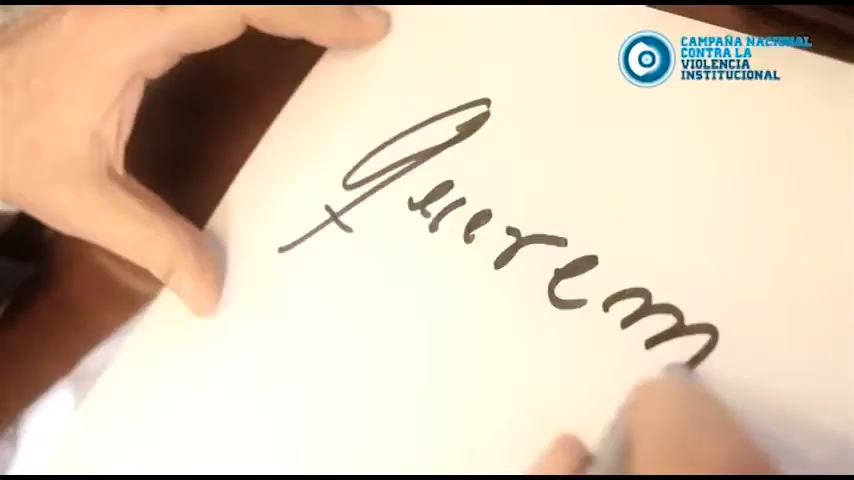 CAMPAÑA NACIONAL
CONTRA LA
VIOLENCIA
INSTITUCIONAL
Querem